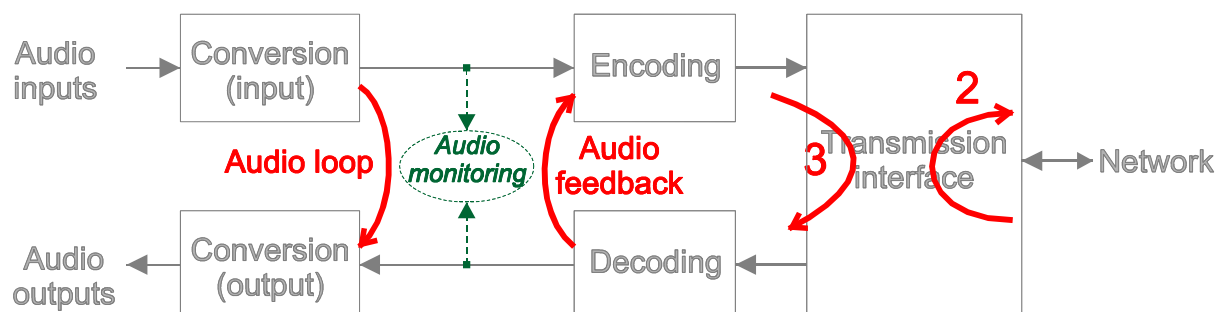 Audio
inputs
Conversion
(input)
Encoding
2
Audio loop
Audio
monitoring
Audio
feedback
3
Transmission
interface
Network
Audio
outputs
Conversion
(output)
Decoding